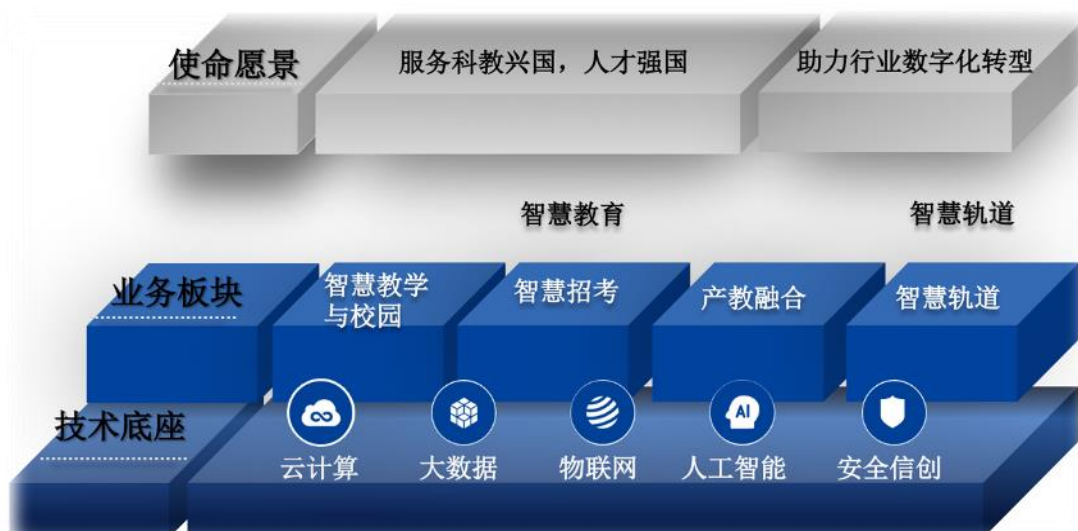 使命愿景
服务科教兴国，人才强国
助力行业数字化转型
智慧教育
智慧轨道
业务板块
智慧教学
与校园
智慧招考
产教融合
智慧轨道
技术底座
AI
云计算
大数据
物联网
人工智能
安全信创